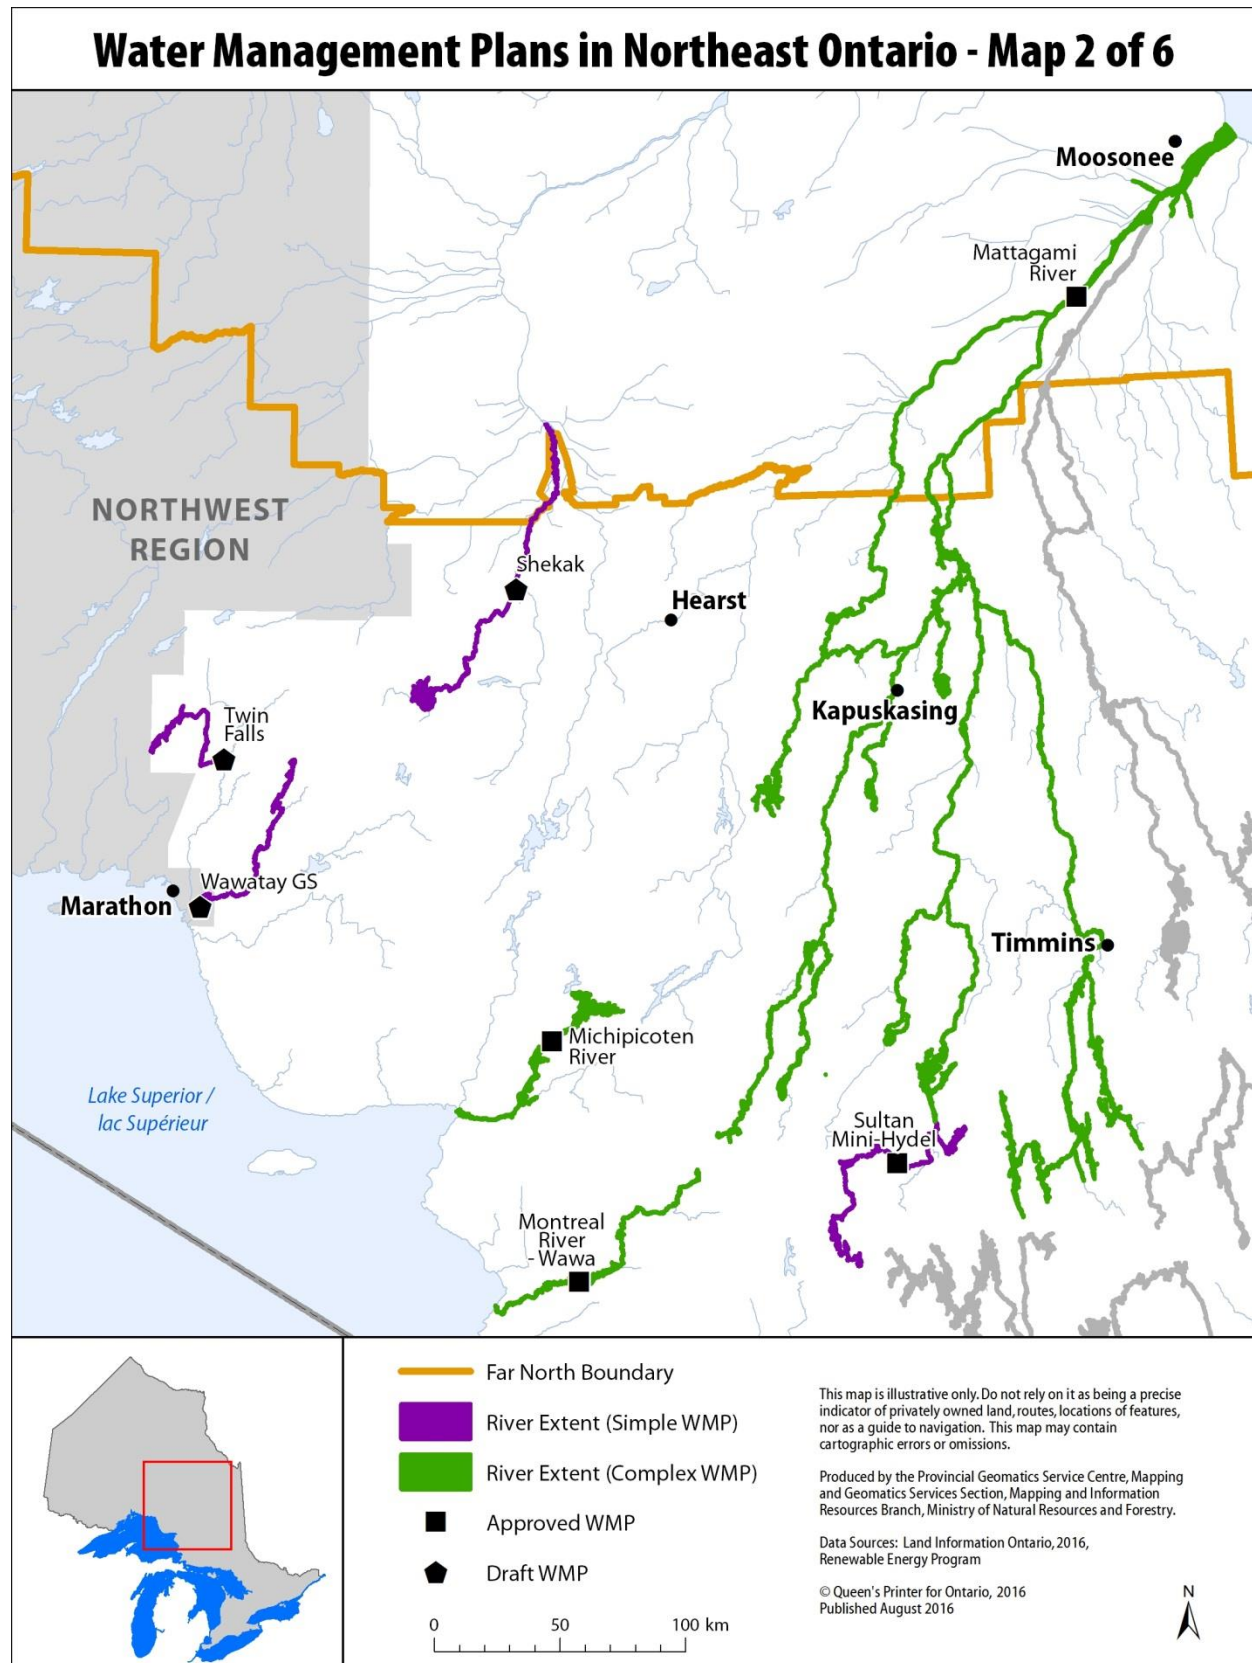 Water Management Plans in Northeast Ontario - Map 2 of 6
Moosonee
Mattagami
River
NORTHWEST
REGION
Shekak
Hearst
Kapuskasing
Twin
Falls
Wawatay GS
Marathon
Timmins
Michipicoten
River
Lake Superior /
lac Supérieur
Sultan
Mini-Hydel
Montreal
River
- Wawa
Far North Boundary
River Extent (Simple WMP)
River Extent (Complex WMP)
Approved WMP
Draft WMP
0 50 100 km
This map is illustrative only. Do not rely on it as being a precise
indicator of privately owned land, routes, locations of features,
nor as a guide to navigation. This map may contain
cartographic errors or omissions.
Produced by the Provincial Geomatics Service Centre, Mapping
and Geomatics Services Section, Mapping and Information
Resources Branch, Ministry of Natural Resources and Forestry.
Data Sources: Land Information Ontario, 2016,
Renewable Energy Program
© Queen's Printer for Ontario, 2016
Published August 2016
N